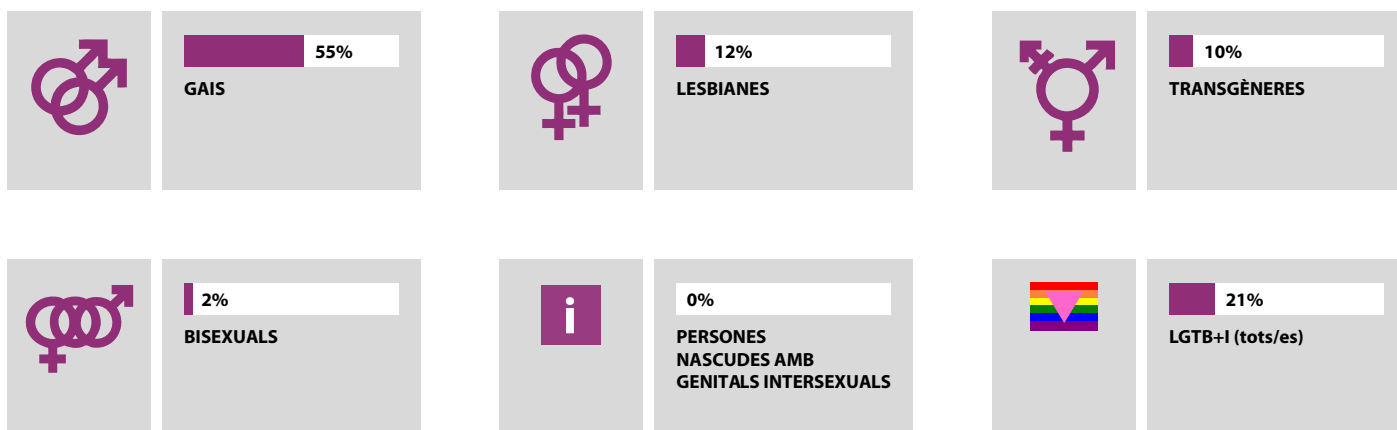 55%
GAIS
12%
LESBIANES
10%
TRANSGÈNERES
2%
BISEXUALS
i
0%
PERSONES
NASCUDES AMB
GENITALS INTERSEXUALS
21%
LGTB+I (tots/es)